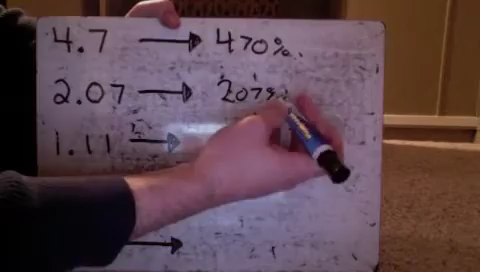 4.7 → 470%
2.07 → 207%
1.11 →
→